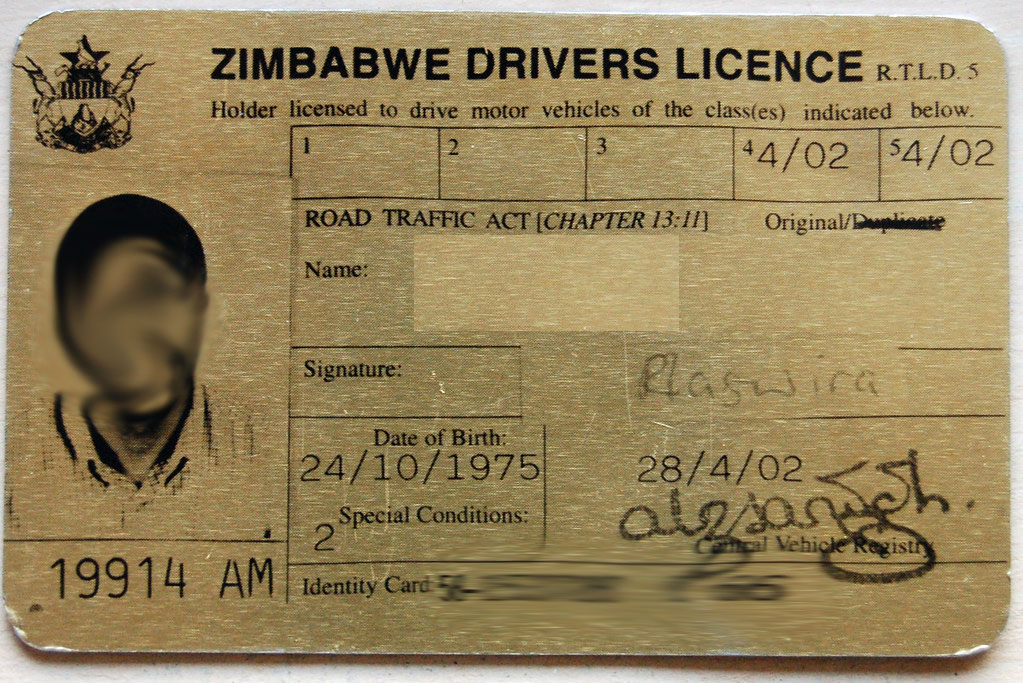 ZIMBABWE DRIVERS LICENCE R.T.L.D. 5
Holder licensed to drive motor vehicles of the class(es) indicated below.
1 2 3 4 4/02 5 4/02
ROAD TRAFFIC ACT [CHAPTER 13:11] Original/Duplicate
Name:
Signature:
Date of Birth:
24/10/1975 28/4/02
Special Conditions:
2
Central Vehicle Registry
19914 AM
Identity Card